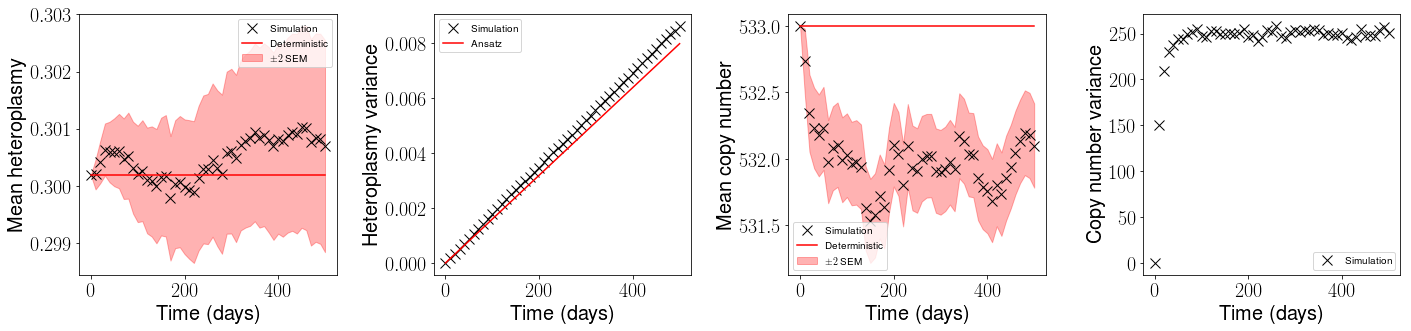 Mean heteroplasmy
0.303
0.302
0.301
0.300
0.299
Simulation
Deterministic
±2 SEM
0
200
400
Time (days)
Heteroplasmy variance
0.008
0.006
0.004
0.002
0.000
Simulation
Ansatz
0
200
400
Time (days)
Mean copy number
533.0
532.5
532.0
531.5
Simulation
Deterministic
±2 SEM
0
200
400
Time (days)
Copy number variance
250
200
150
100
50
0
Simulation
0
200
400
Time (days)